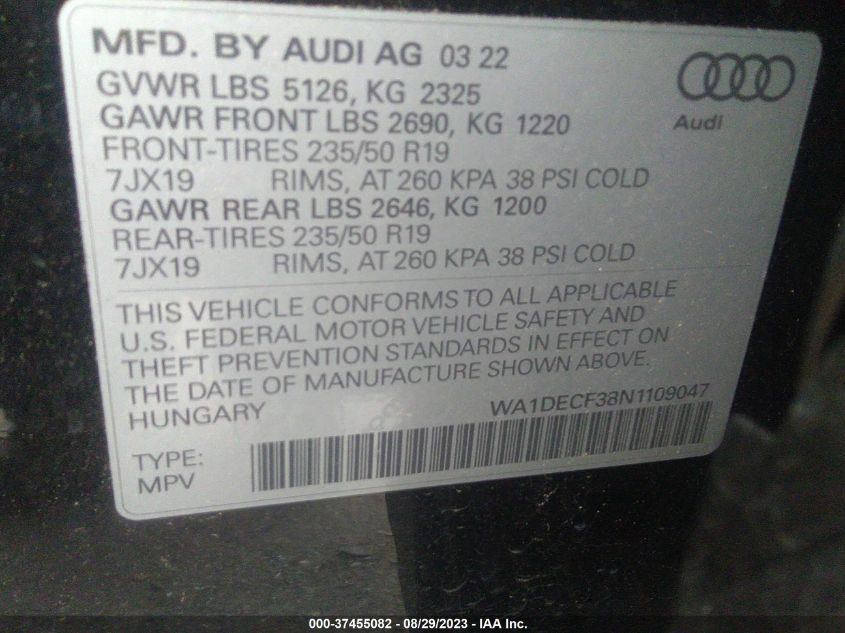 MFD. BY AUDI AG 03 22
GVWR LBS 5126, KG 2325
GAWR FRONT LBS 2690, KG 1220
FRONT-TIRES 235/50 R19
7JX19 RIMS, AT 260 KPA 38 PSI COLD
GAWR REAR LBS 2646, KG 1200
REAR-TIRES 235/50 R19
7JX19 RIMS, AT 260 KPA 38 PSI COLD
Audi
THIS VEHICLE CONFORMS TO ALL APPLICABLE
U.S. FEDERAL MOTOR VEHICLE SAFETY AND
THEFT PREVENTION STANDARDS IN EFFECT ON
THE DATE OF MANUFACTURE SHOWN ABOVE.
HUNGARY WA1DECF38N1109047
TYPE:
MPV
000-37455082 - 08/29/2023 - IAA Inc.